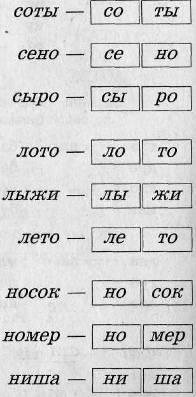 соты — со ты
сено — се но
сыро — сы ро
лото — ло то
лыжи — лы жи
лето — ле то
носок — но сок
номер — но мер
ниша — ни ша